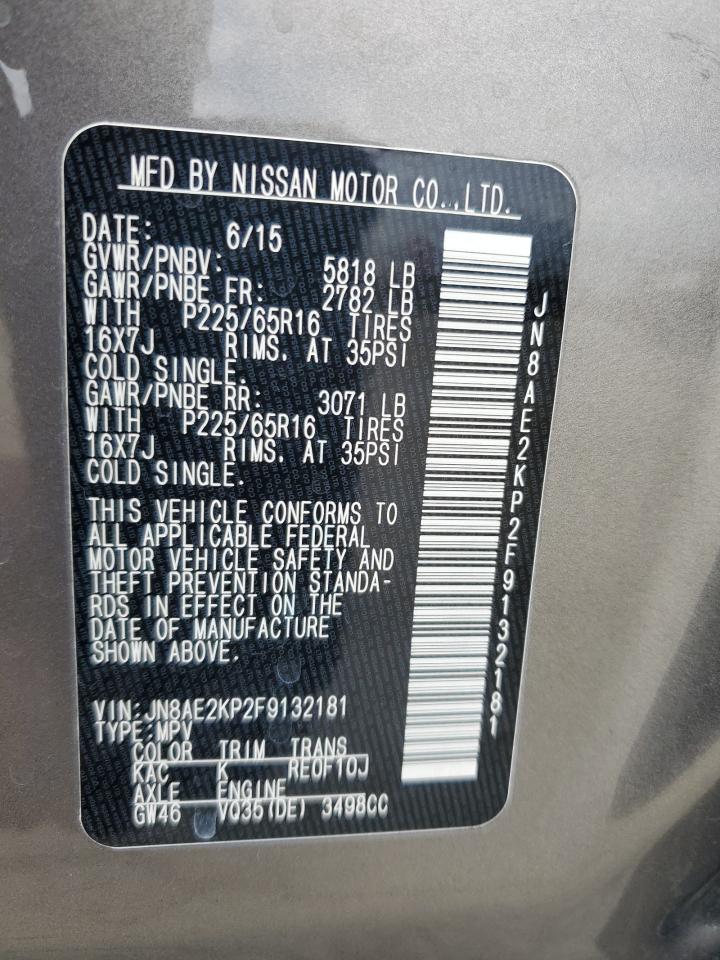 MFD BY NISSAN MOTOR CO.,LTD.
DATE: 6/15
GVWR/PNBV: 5818 LB
GAWR/PNBE FR: 2782 LB
WITH P225/65R16 TIRES
16X7J RIMS. AT 35PSI
COLD SINGLE.
GAWR/PNBE RR: 3071 LB
WITH P225/65R16 TIRES
16X7J RIMS. AT 35PSI
COLD SINGLE.
THIS VEHICLE CONFORMS TO
ALL APPLICABLE FEDERAL
MOTOR VEHICLE SAFETY AND
THEFT PREVENTION STANDA-
RDS IN EFFECT ON THE
DATE OF MANUFACTURE
SHOWN ABOVE.
VIN:JN8AE2KP2F9132181
TYPE:MPV
COLOR TRIM TRANS
KAC K RE0F10J
AXLE ENGINE
GW46 VQ35(DE) 3498CC
JN8AE2KP2F9132181